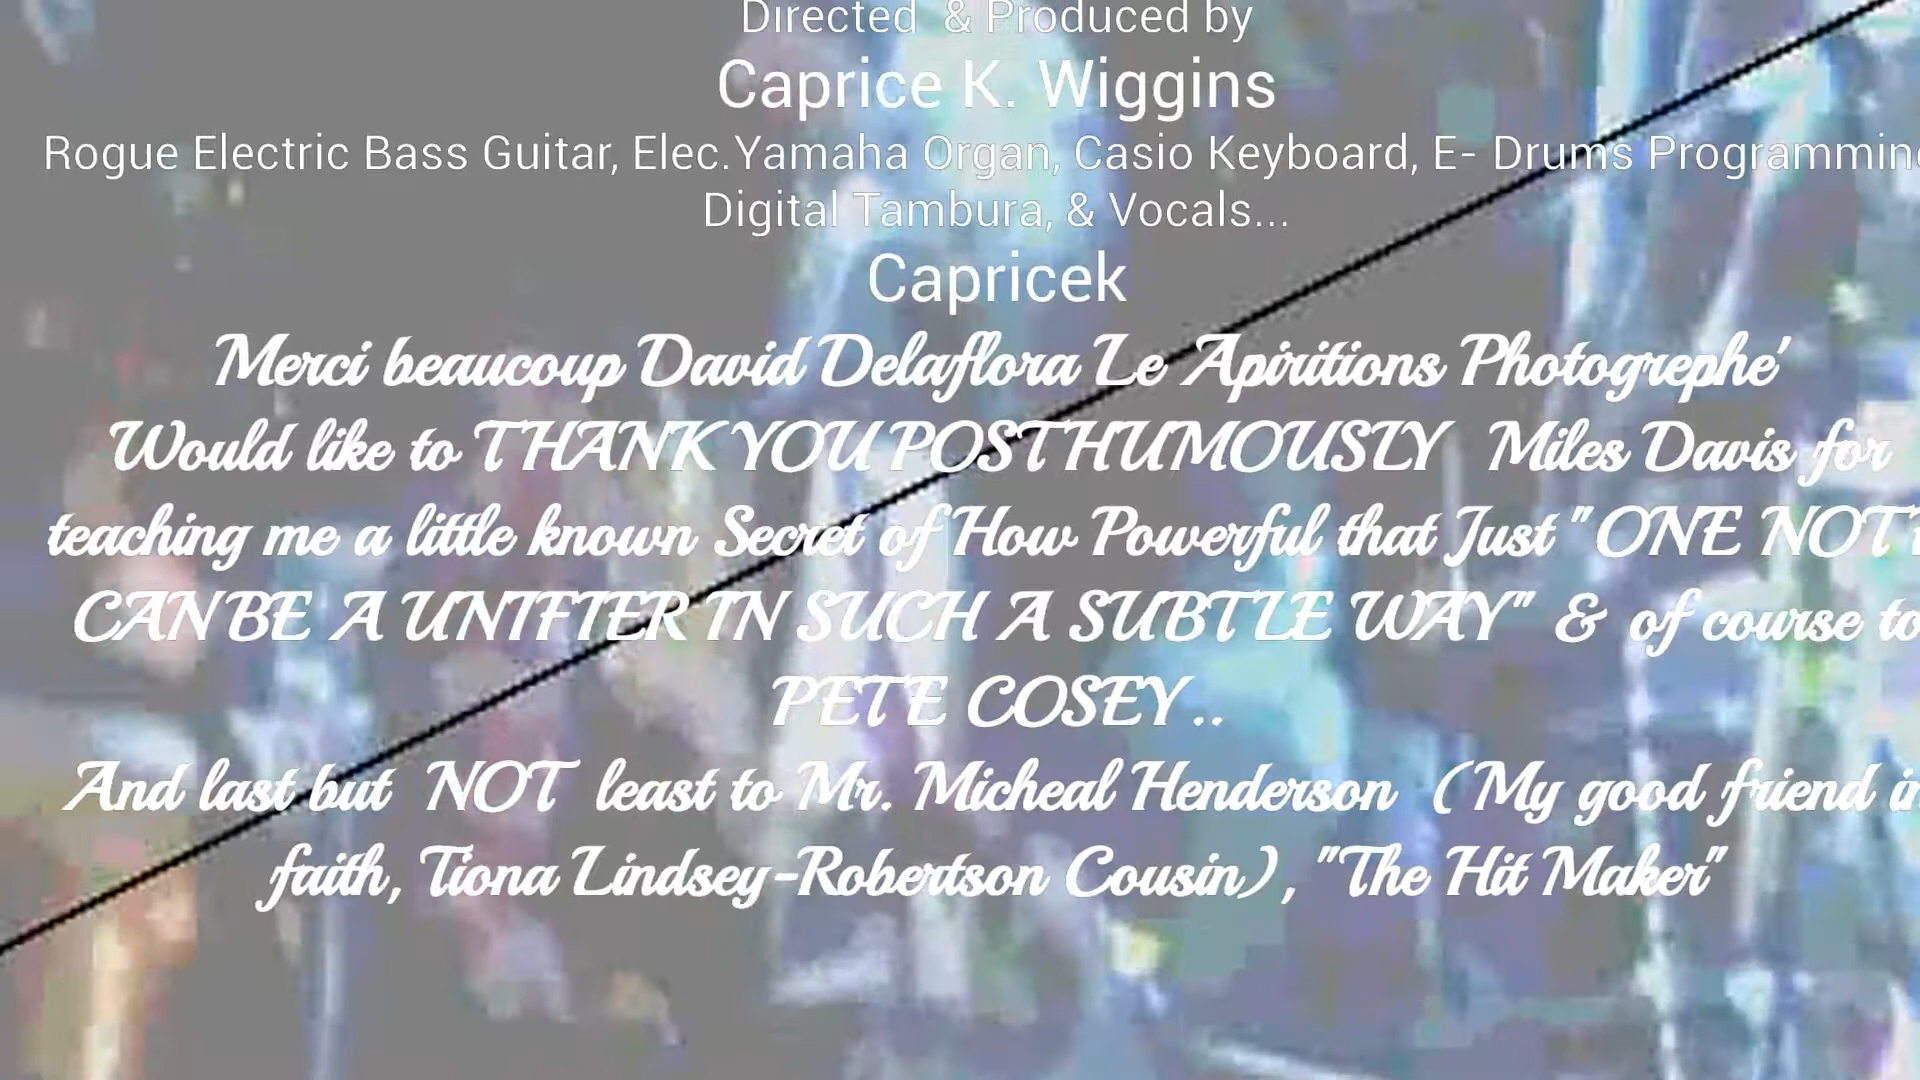 Directed & Produced by
Caprice K. Wiggins
Rogue Electric Bass Guitar, Elec.Yamaha Organ, Casio Keyboard, E- Drums Programming
Digital Tambura, & Vocals...
Capricek
Merci beaucoup David Delaflora Le Apiritions Photogrephe'
Would like to THANK YOU POSTHUMOUSLY Miles Davis for
teaching me a little known Secret of How Powerful that Just "ONE NOTE
CAN BE A UNIFIER IN SUCH A SUBTLE WAY" & of course to
PETE COSEY..
And last but NOT least to Mr. Micheal Henderson (My good friend in
faith, Tiona Lindsey-Robertson Cousin), "The Hit Maker"